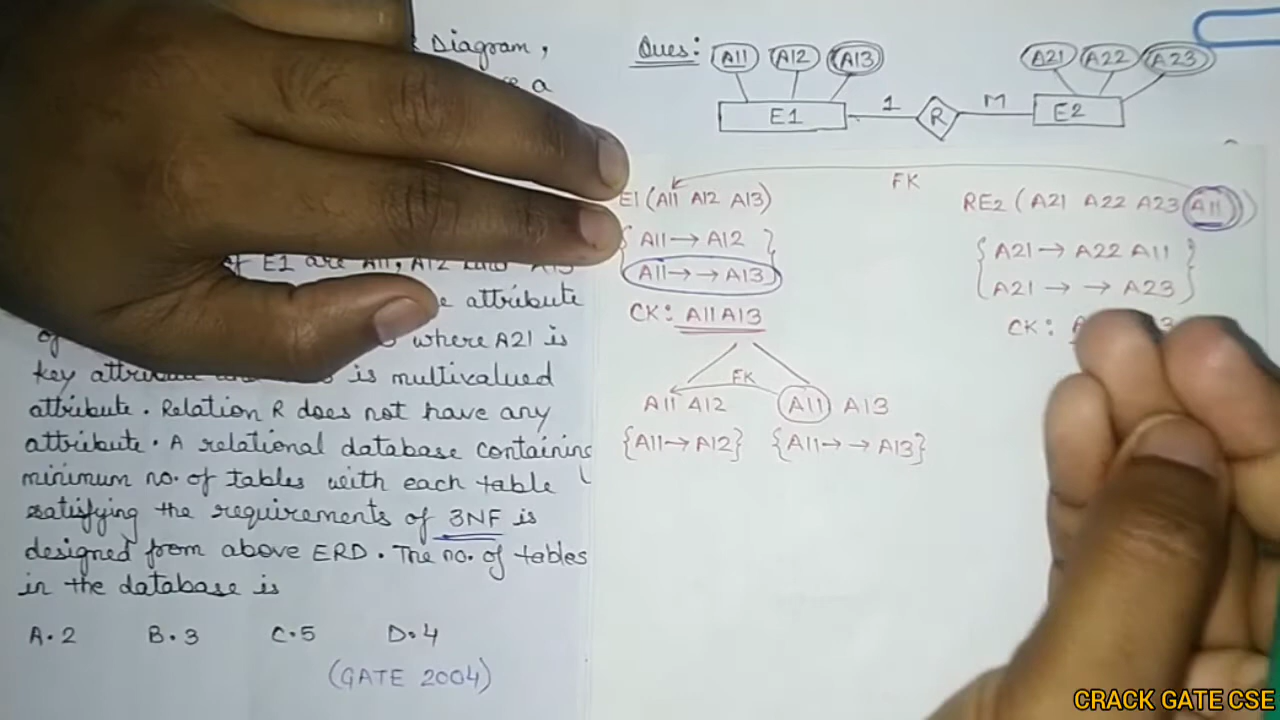 Diagram,
a
of E1 are A11, A12
attribute
where A21 is
key is multivalued
attribute. Relation R does not have any
attribute. A relational database containing
minimum no. of tables with each table
satisfying the requirements of 3NF is
designed from above ERD. The no. of tables
in the database is
A. 2 B. 3 C. 5 D. 4
(GATE 2004)
Ques: A11 A12 A13 A21 A22 A23
E1 1 R M E2
FK
E1 (A11 A12 A13)
{ A11 → A12 }
A11 → → A13
CK: A11 A13
FK
A11 A12 A11 A13
{A11 → A12} {A11 → → A13}
RE2 ( A21 A22 A23 A11 )
{ A21 → A22 A11 }
{ A21 → → A23 }
CK:
CRACK GATE CSE